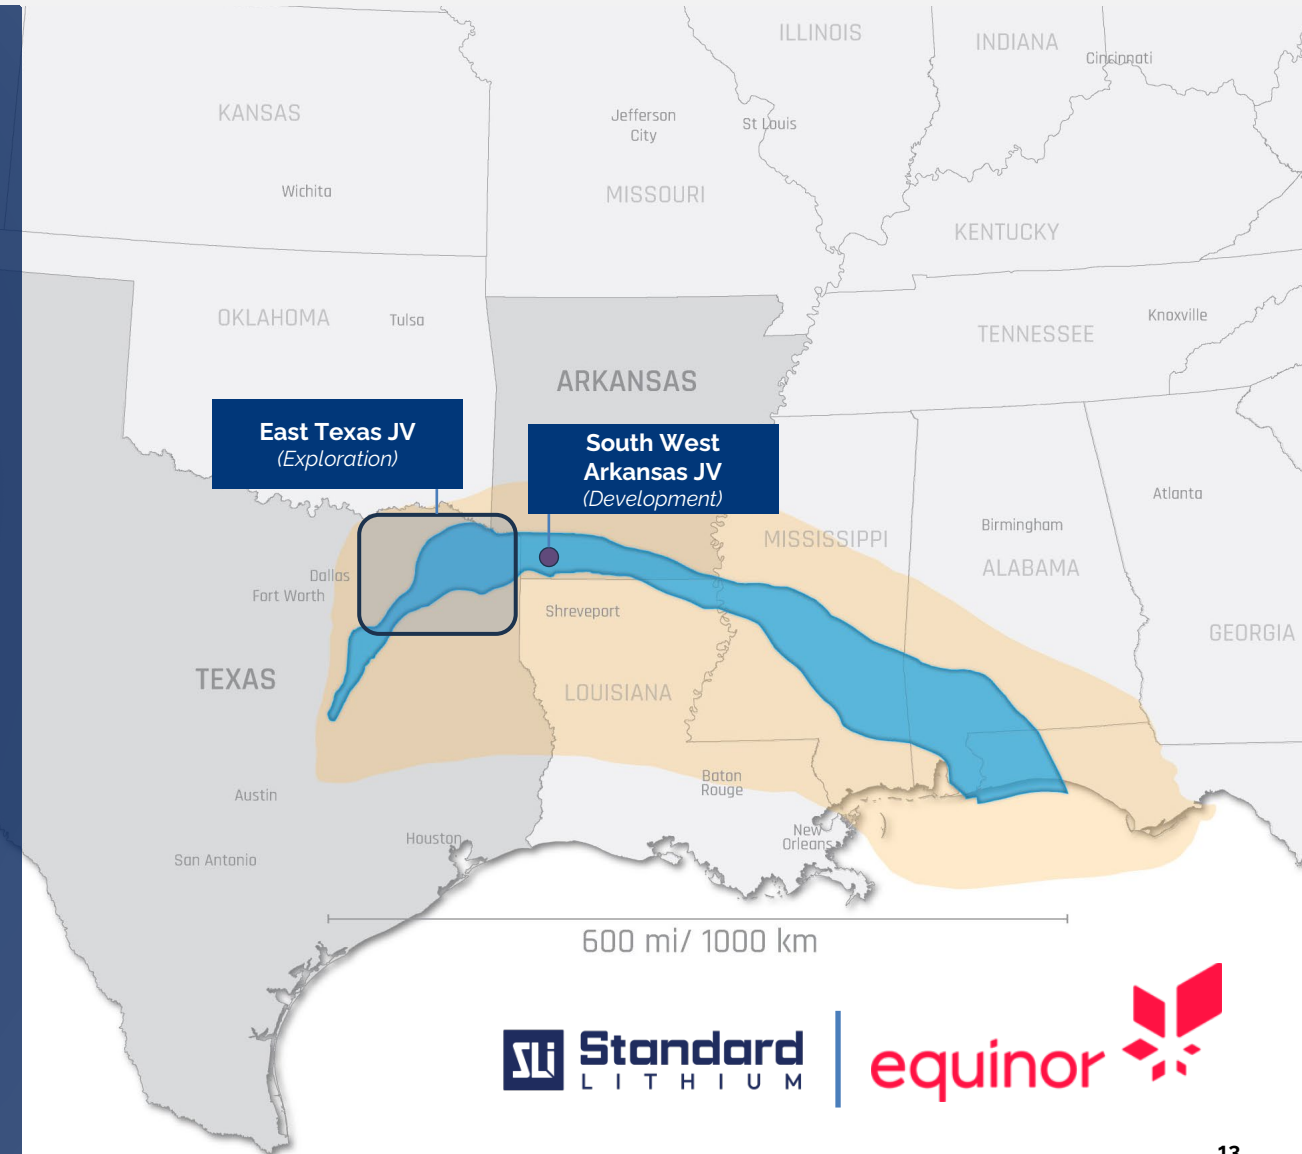 ILLINOIS
INDIANA
Cincinnati
KANSAS
Jefferson
City
St Louis
Wichita
MISSOURI
KENTUCKY
OKLAHOMA
Tulsa
Knoxville
TENNESSEE
ARKANSAS
East Texas JV
(Exploration)
South West
Arkansas JV
(Development)
Atlanta
Birmingham
MISSISSIPPI
ALABAMA
Dallas
Fort Worth
Shreveport
GEORGIA
TEXAS
LOUISIANA
Baton
Rouge
Austin
New
Orleans
Houston
San Antonio
600 mi/ 1000 km
SLi Standard
LITHIUM
equinor
13